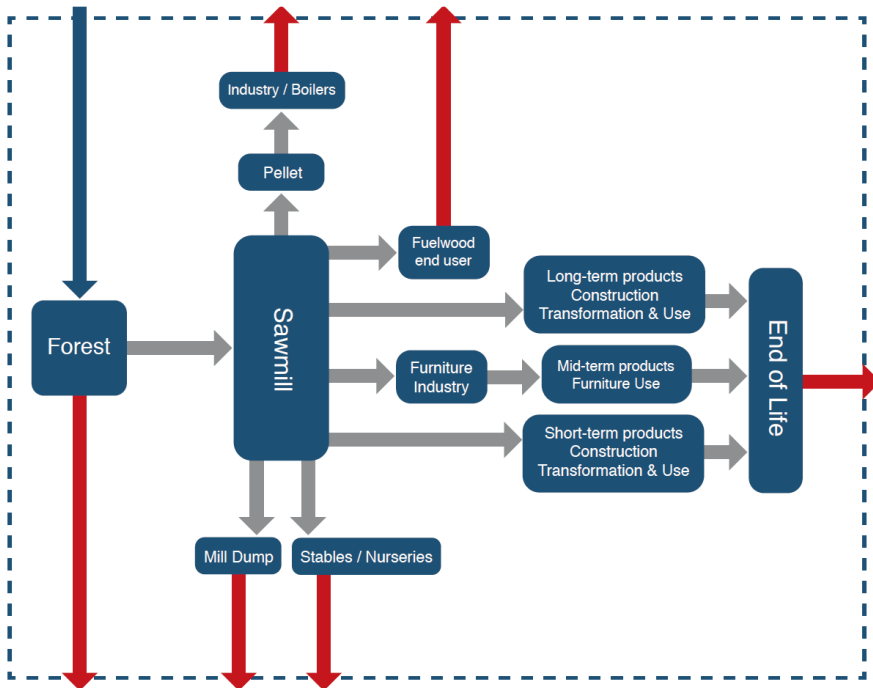 Industry / Boilers
Pellet
Fuelwood
end user
Long-term products
Construction
Transformation & Use
Forest
Sawmill
Furniture
Industry
Mid-term products
Furniture Use
End of Life
Short-term products
Construction
Transformation & Use
Mill Dump
Stables / Nurseries